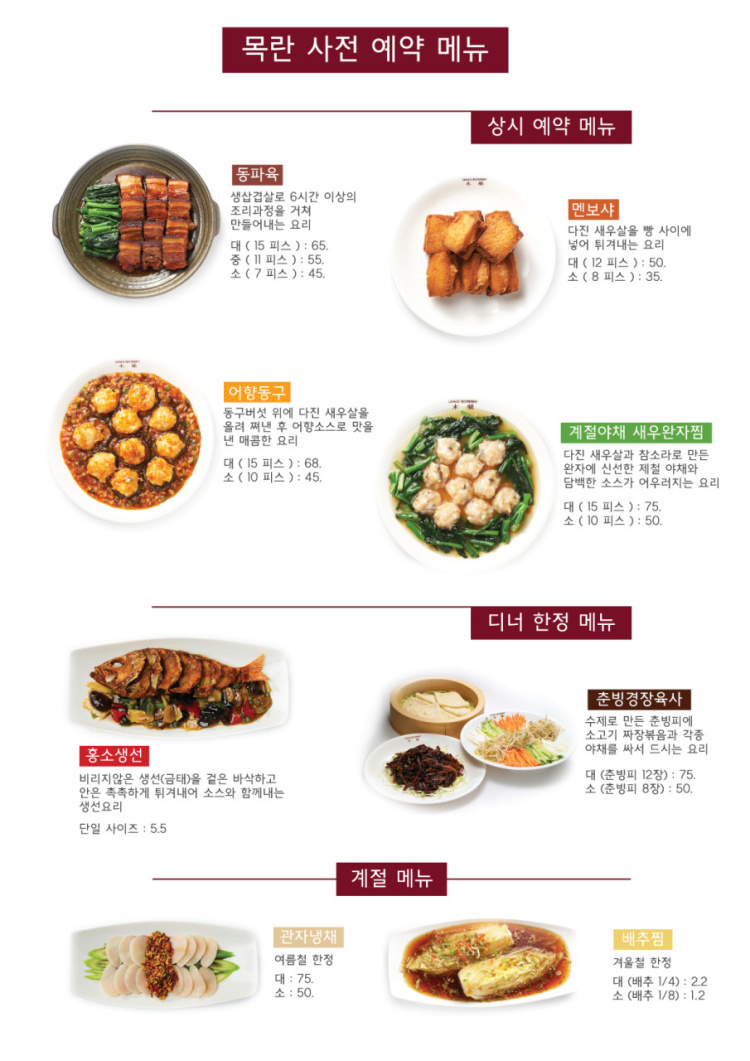 목란 사전 예약 메뉴
상시 예약 메뉴
동파육
생삼겹살로 6시간 이상의
조리과정을 거쳐
만들어내는 요리
대 ( 15 피스 ) : 65.
중 ( 11 피스 ) : 55.
소 ( 7 피스 ) : 45.
木 蘭
멘보샤
다진 새우살을 빵 사이에
넣어 튀겨내는 요리
대 ( 12 피스 ) : 50.
소 ( 8 피스 ) : 35.
木 蘭
어향동구
동구버섯 위에 다진 새우살을
올려 쪄낸 후 어향소스로 맛을
낸 매콤한 요리
대 ( 15 피스 ) : 68.
소 ( 10 피스 ) : 45.
木 蘭
계절야채 새우완자찜
다진 새우살과 참소라로 만든
완자에 신선한 제철 야채와
담백한 소스가 어우러지는 요리
대 ( 15 피스 ) : 75.
소 ( 10 피스 ) : 50.
디너 한정 메뉴
홍소생선
비리지않은 생선(금태)을 겉은 바삭하고
안은 촉촉하게 튀겨내어 소스와 함께내는
생선요리
단일 사이즈 : 5.5
춘빙경장육사
수제로 만든 춘빙피에
소고기 짜장볶음과 각종
야채를 싸서 드시는 요리
대 (춘빙피 12장) : 75.
소 (춘빙피 8장) : 50.
계절 메뉴
관자냉채
여름철 한정
대 : 75.
소 : 50.
배추찜
겨울철 한정
대 (배추 1/4) : 2.2
소 (배추 1/8) : 1.2